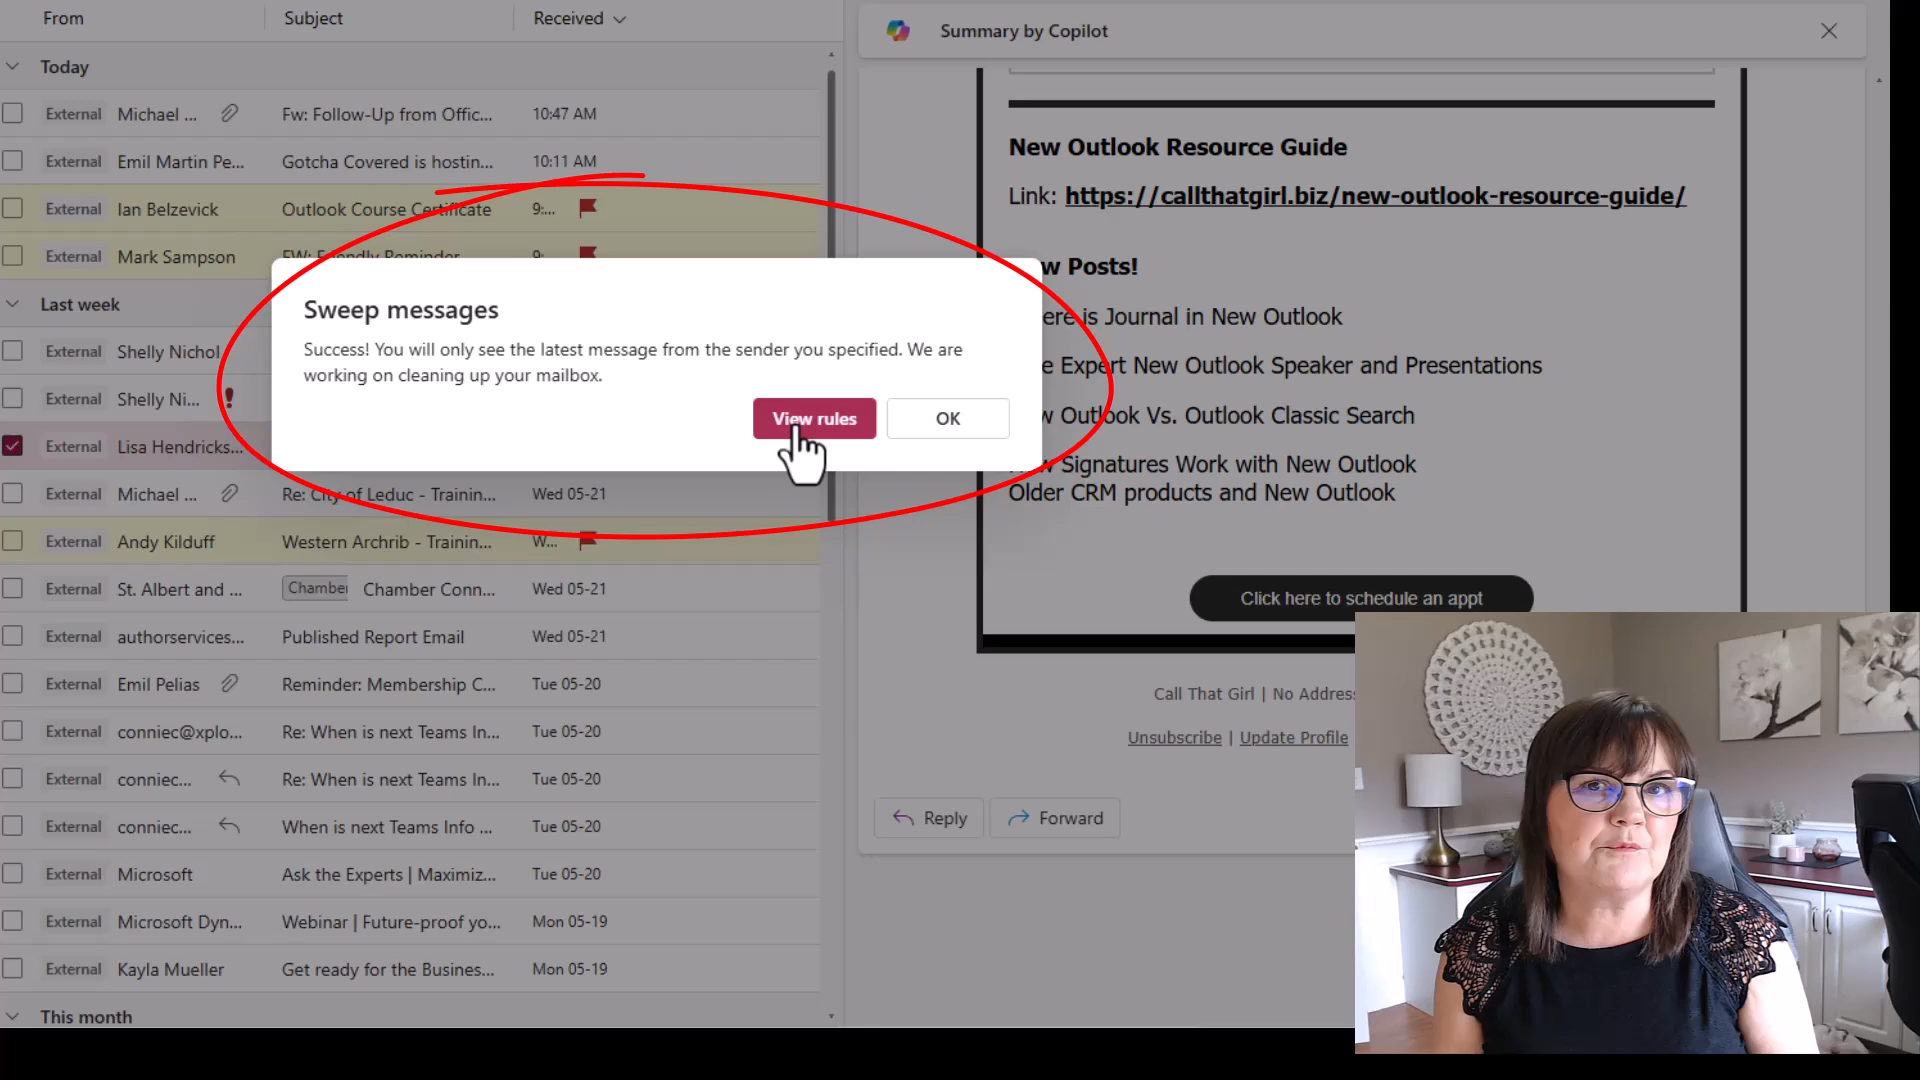 From Subject Received
Today
External Michael ... Fw: Follow-Up from Offic... 10:47 AM
External Emil Martin Pe... Gotcha Covered is hostin... 10:11 AM
External Ian Belzevick Outlook Course Certificate 9:...
External Mark Sampson FW: Friendly Reminder
Last week
External Shelly Nichol
External Shelly Ni...
External Lisa Hendricks...
External Michael ... Re: City of Leduc - Trainin... Wed 05-21
External Andy Kilduff Western Archrib - Trainin... W...
External St. Albert and ... Chamber Chamber Conn... Wed 05-21
External authorservices... Published Report Email Wed 05-21
External Emil Pelias Reminder: Membership C... Tue 05-20
External conniec@xplo... Re: When is next Teams In... Tue 05-20
External conniec... Re: When is next Teams In... Tue 05-20
External conniec... When is next Teams Info ... Tue 05-20
External Microsoft Ask the Experts | Maximiz... Tue 05-20
External Microsoft Dyn... Webinar | Future-proof yo... Mon 05-19
External Kayla Mueller Get ready for the Busines... Mon 05-19
This month
Sweep messages
Success! You will only see the latest message from the sender you specified. We are
working on cleaning up your mailbox.
View rules OK
Summary by Copilot
New Outlook Resource Guide
Link: https://callthatgirl.biz/new-outlook-resource-guide/
Posts!
is Journal in New Outlook
Expert New Outlook Speaker and Presentations
Outlook Vs. Outlook Classic Search
Signatures Work with New Outlook
Older CRM products and New Outlook
Click here to schedule an appt
Call That Girl | No Address
Unsubscribe | Update Profile
Reply Forward